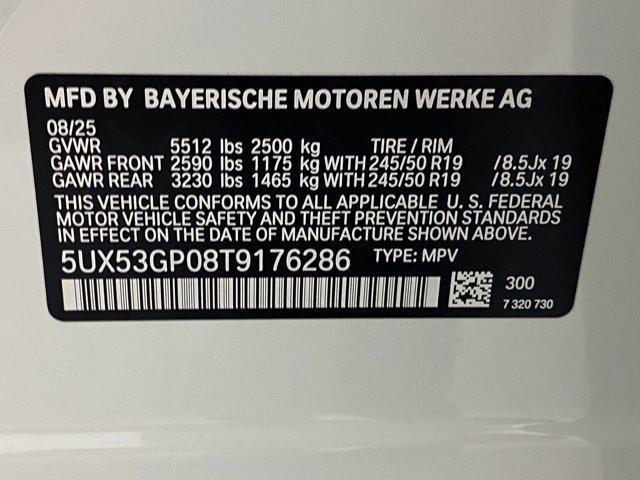 MFD BY BAYERISCHE MOTOREN WERKE AG
08/25
GVWR 5512 lbs 2500 kg TIRE / RIM
GAWR FRONT 2590 lbs 1175 kg WITH 245/50 R19 / 8.5Jx 19
GAWR REAR 3230 lbs 1465 kg WITH 245/50 R19 / 8.5Jx 19
THIS VEHICLE CONFORMS TO ALL APPLICABLE U. S. FEDERAL
MOTOR VEHICLE SAFETY AND THEFT PREVENTION STANDARDS
IN EFFECT ON THE DATE OF MANUFACTURE SHOWN ABOVE.
5UX53GP08T9176286 TYPE: MPV
300
7 320 730